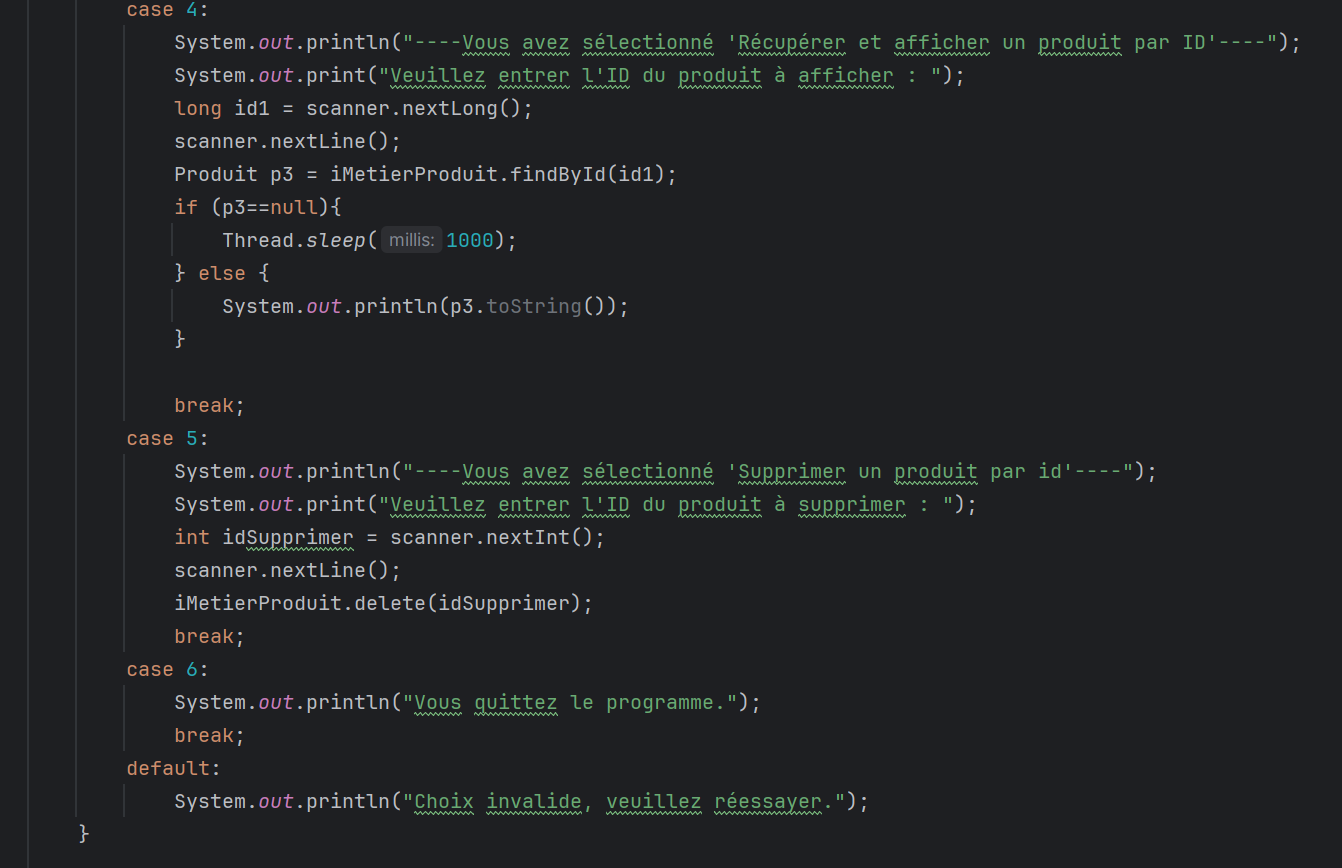 case 4:
System.out.println("----Vous avez sélectionné 'Récupérer et afficher un produit par ID'----");
System.out.print("Veuillez entrer l'ID du produit à afficher : ");
long id1 = scanner.nextLong();
scanner.nextLine();
Produit p3 = iMetierProduit.findById(id1);
if (p3==null){
Thread.sleep( millis: 1000);
} else {
System.out.println(p3.toString());
}
break;
case 5:
System.out.println("----Vous avez sélectionné 'Supprimer un produit par id'----");
System.out.print("Veuillez entrer l'ID du produit à supprimer : ");
int idSupprimer = scanner.nextInt();
scanner.nextLine();
iMetierProduit.delete(idSupprimer);
break;
case 6:
System.out.println("Vous quittez le programme.");
break;
default:
System.out.println("Choix invalide, veuillez réessayer.");
}